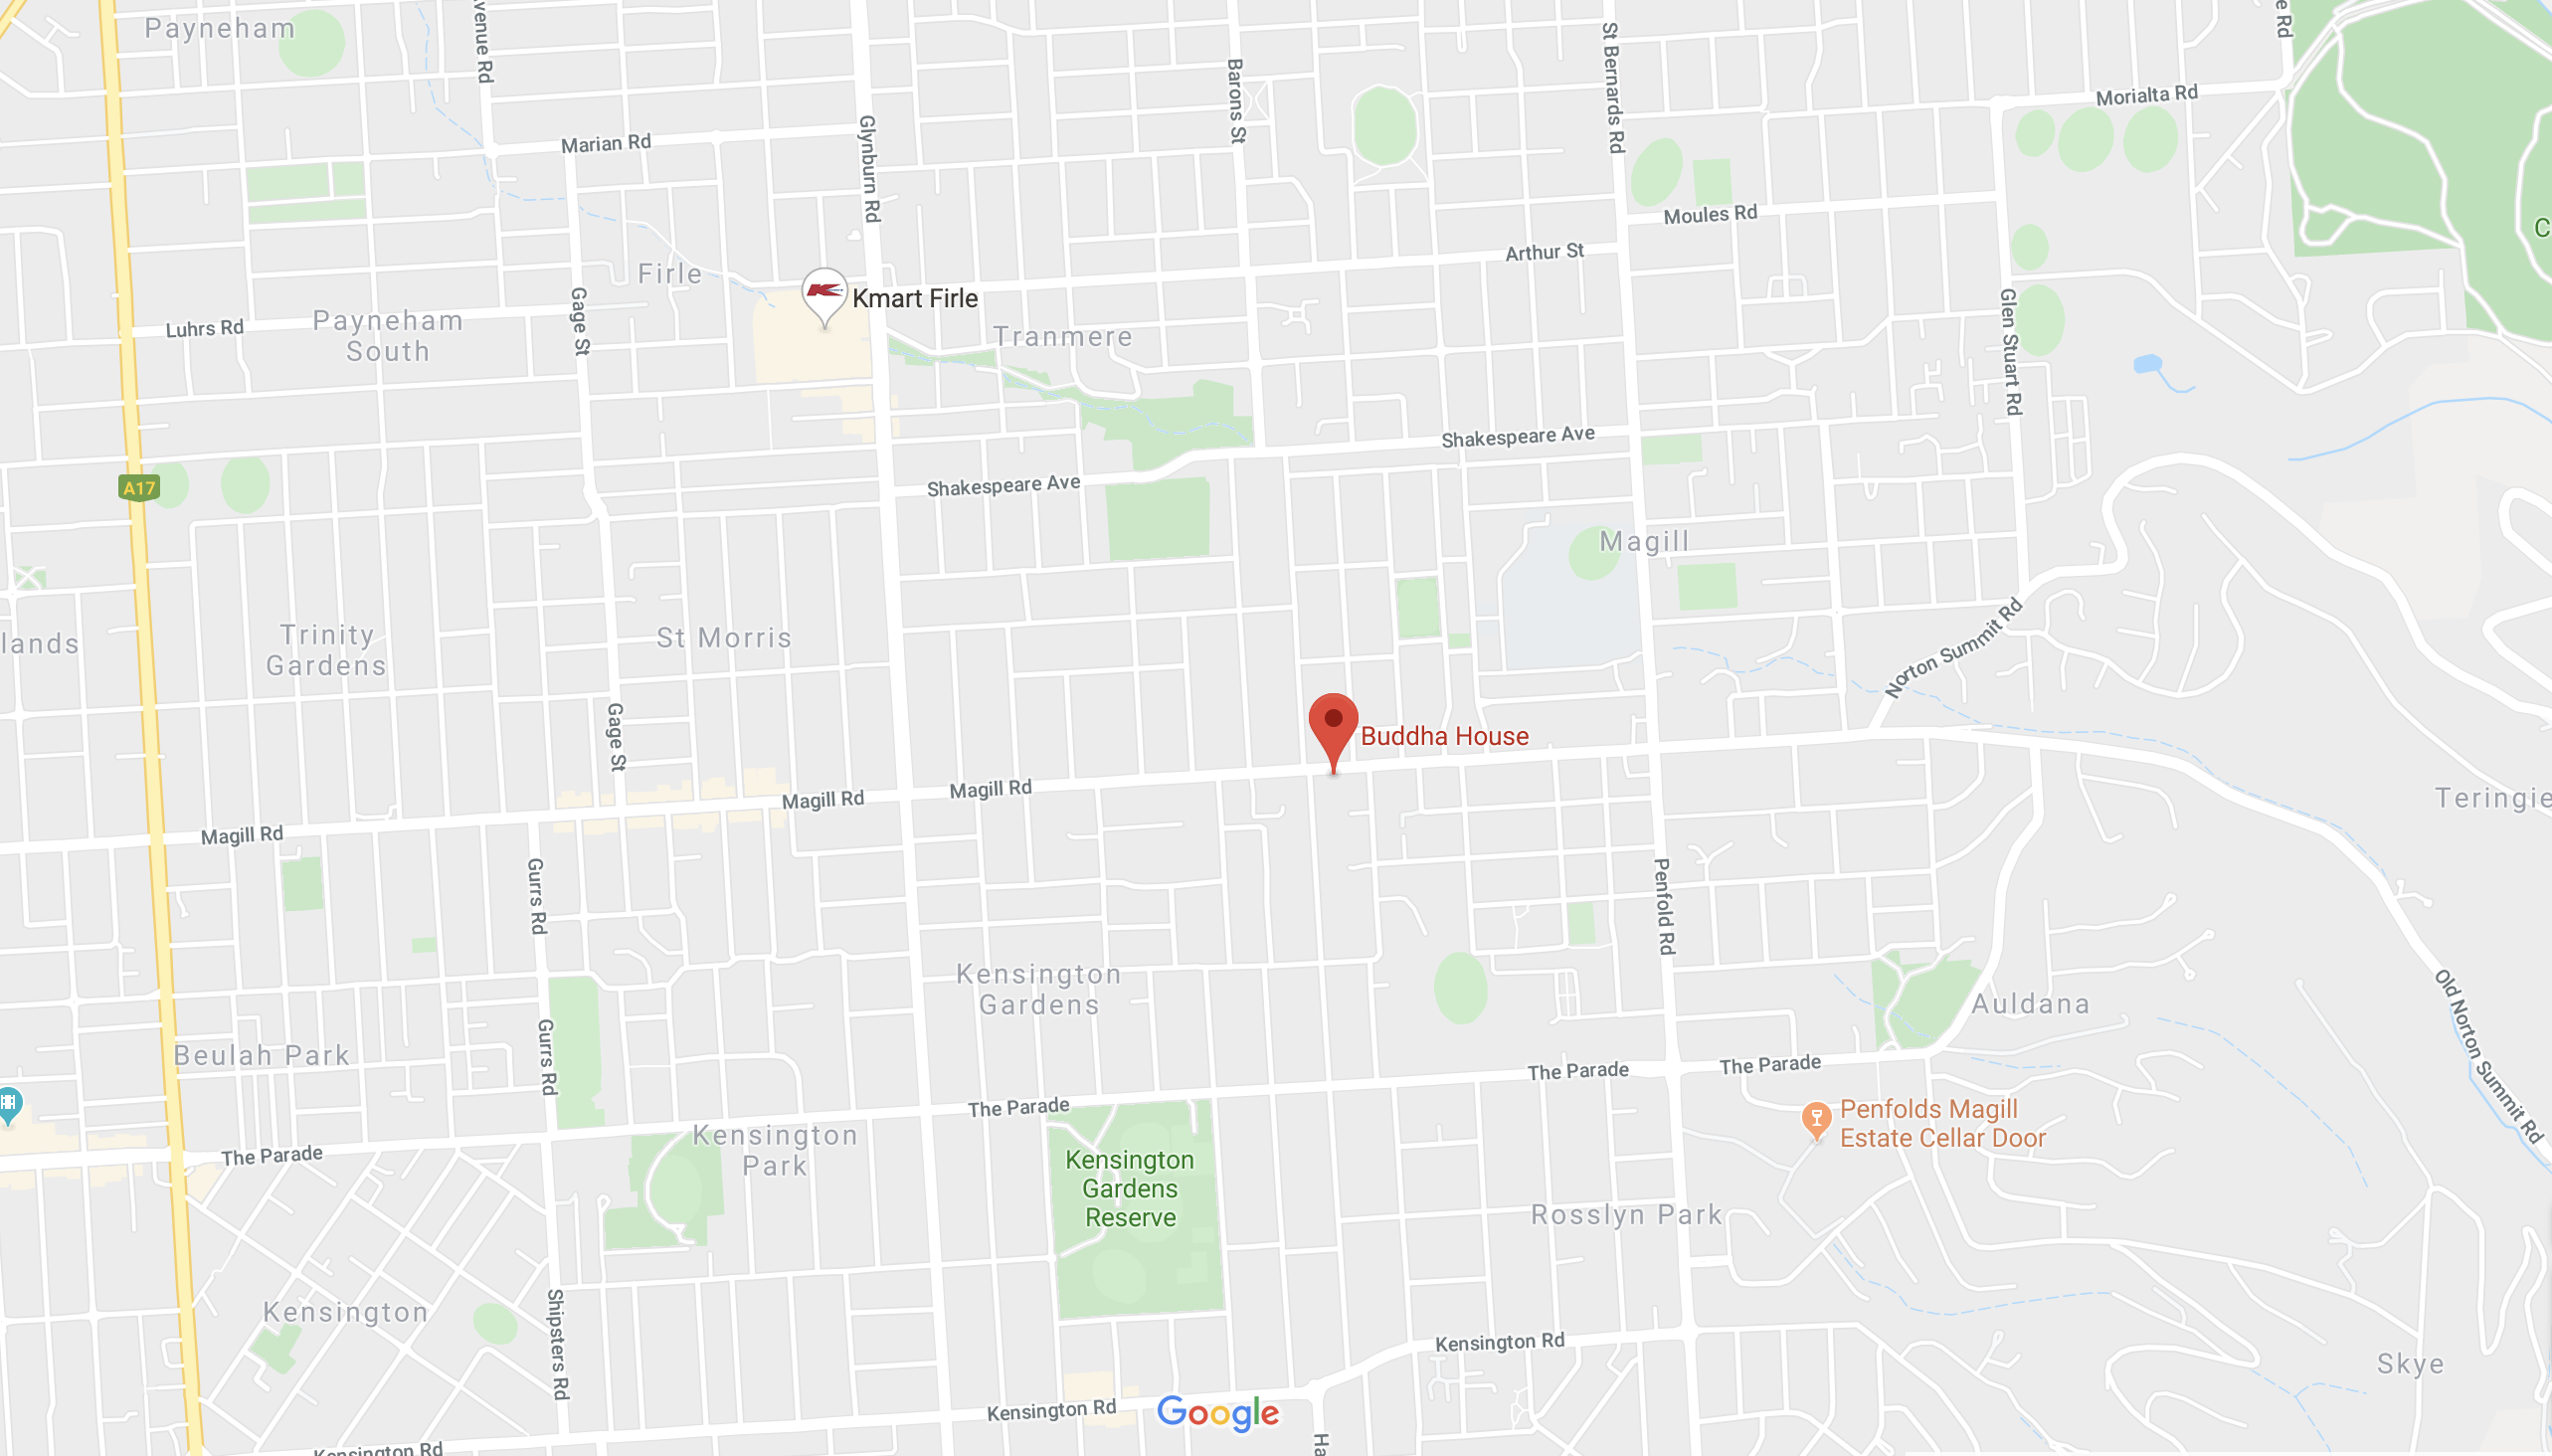 Payneham
venue Rd
Barons St
St Bernards Rd
e Rd
Morialta Rd
Marian Rd
Glynburn Rd
Moules Rd
Arthur St
C
Firle
Kmart Firle
Gage St
Luhrs Rd
Payneham
South
Tranmere
Glen Stuart Rd
Shakespeare Ave
Shakespeare Ave
A17
Magill
lands
Trinity
Gardens
St Morris
Norton Summit Rd
Gage St
Buddha House
Magill Rd
Magill Rd
Magill Rd
Teringie
Gurrs Rd
Penfold Rd
Kensington
Gardens
Auldana
Old Norton Summit Rd
Gurrs Rd
Beulah Park
The Parade
The Parade
The Parade
The Parade
Penfolds Magill
Estate Cellar Door
Kensington
Park
Kensington
Gardens
Reserve
Rosslyn Park
Kensington
Shipsters Rd
Kensington Rd
Skye
Kensington Rd
Google
Ha
Kensington Rd